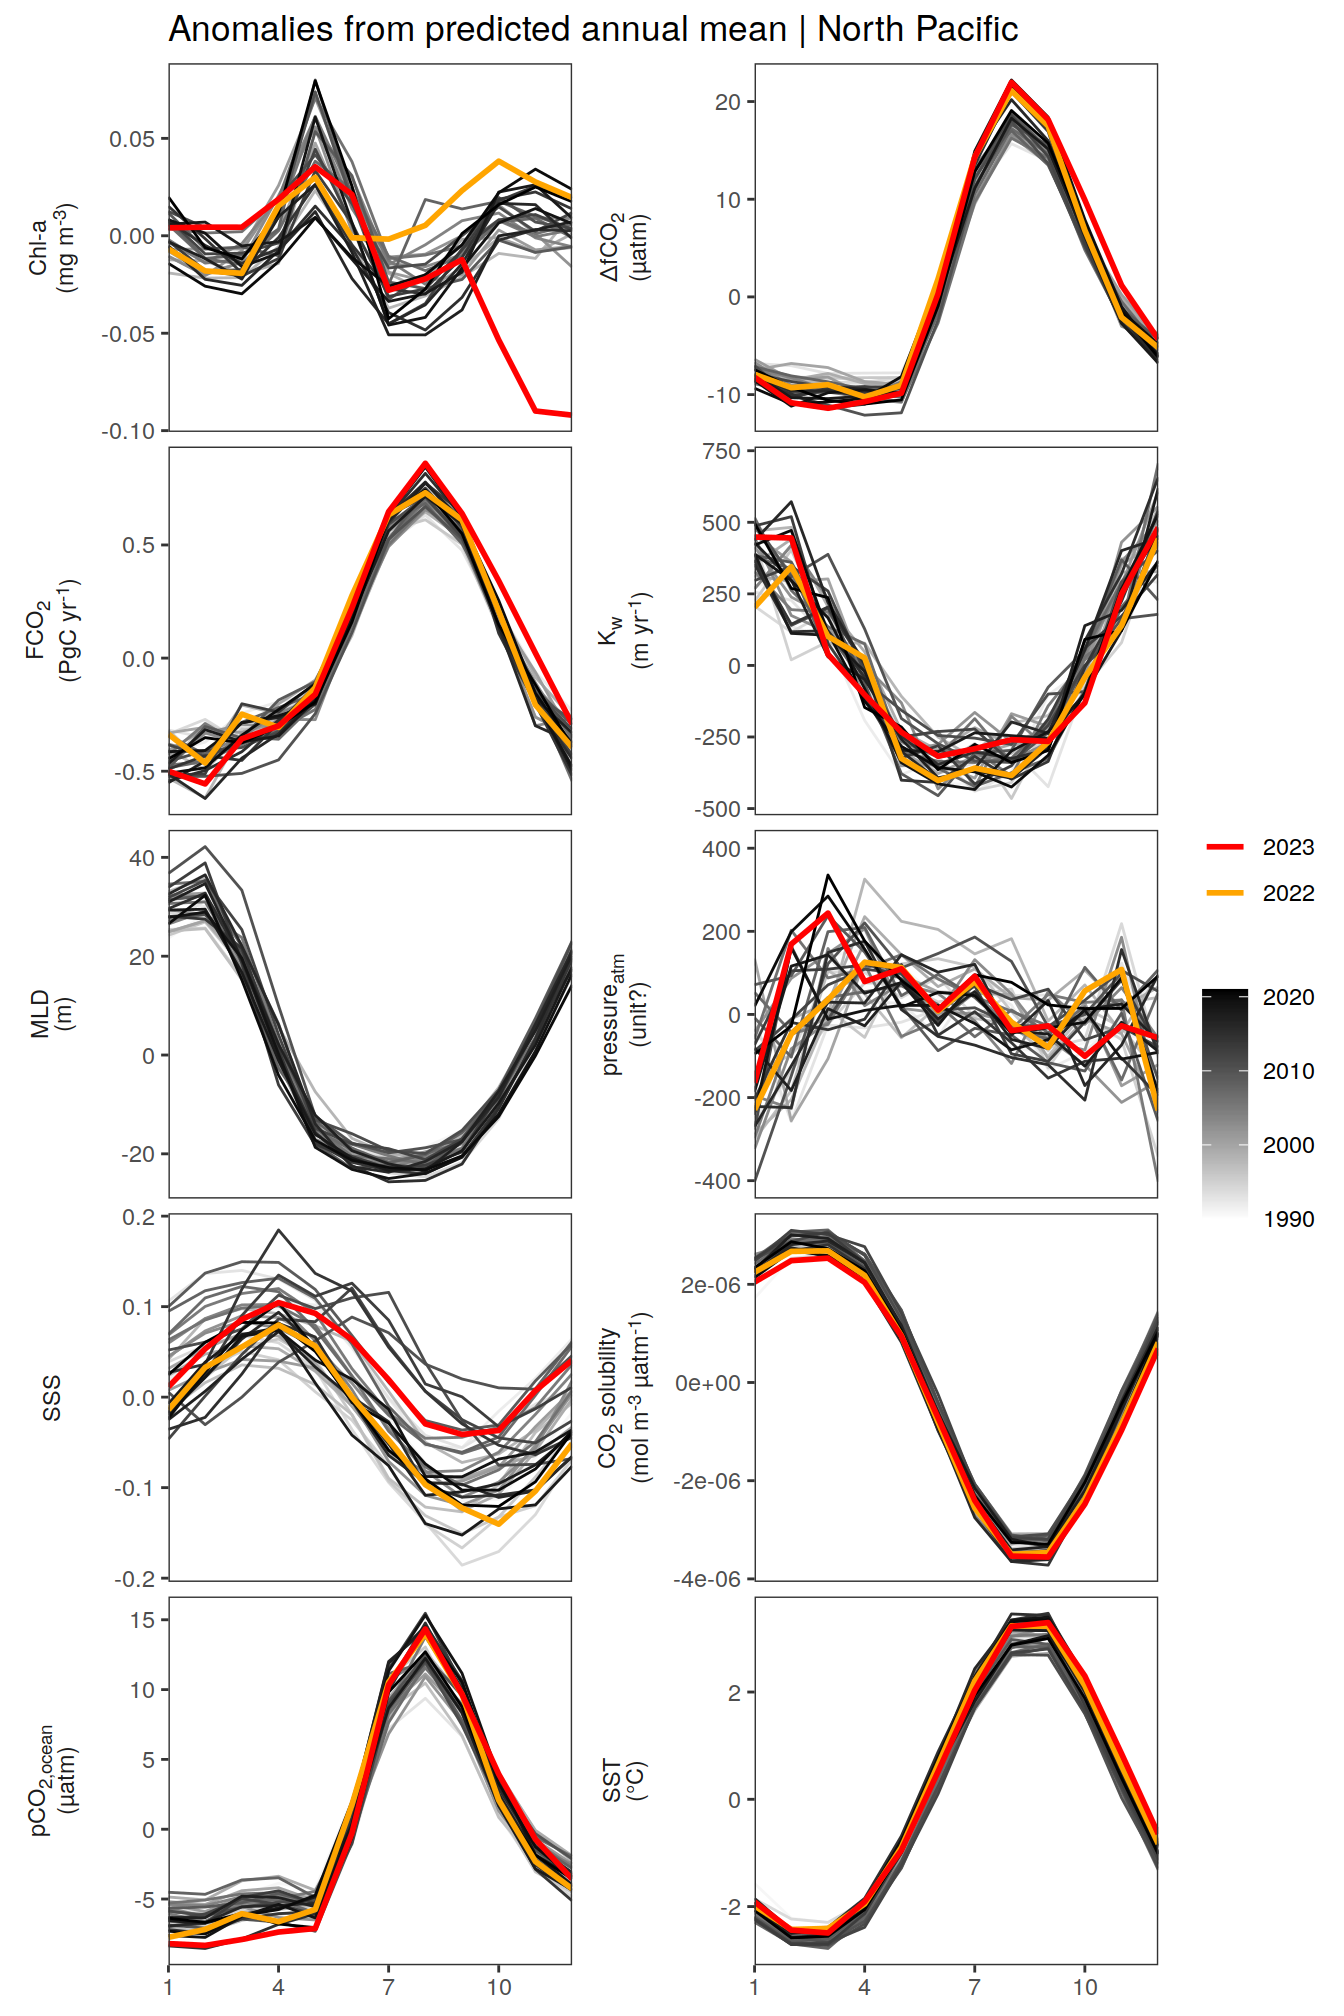 Anomalies from predicted annual mean | North Pacific
Chl-a
(mg m-3)
0.05
0.00
-0.05
-0.10
ΔfCO2
(µatm)
20
10
0
-10
FCO2
(PgC yr-1)
0.5
0.0
-0.5
Kw
(m yr-1)
750
500
250
0
-250
-500
MLD
(m)
40
20
0
-20
pressureatm
(unit?)
400
200
0
-200
-400
SSS
0.2
0.1
0.0
-0.1
-0.2
CO2 solubility
(mol m-3 µatm-1)
2e-06
0e+00
-2e-06
-4e-06
pCO2,ocean
(µatm)
15
10
5
0
-5
1 4 7 10
SST
(°C)
2
0
-2
1 4 7 10
2023
2022
2020
2010
2000
1990